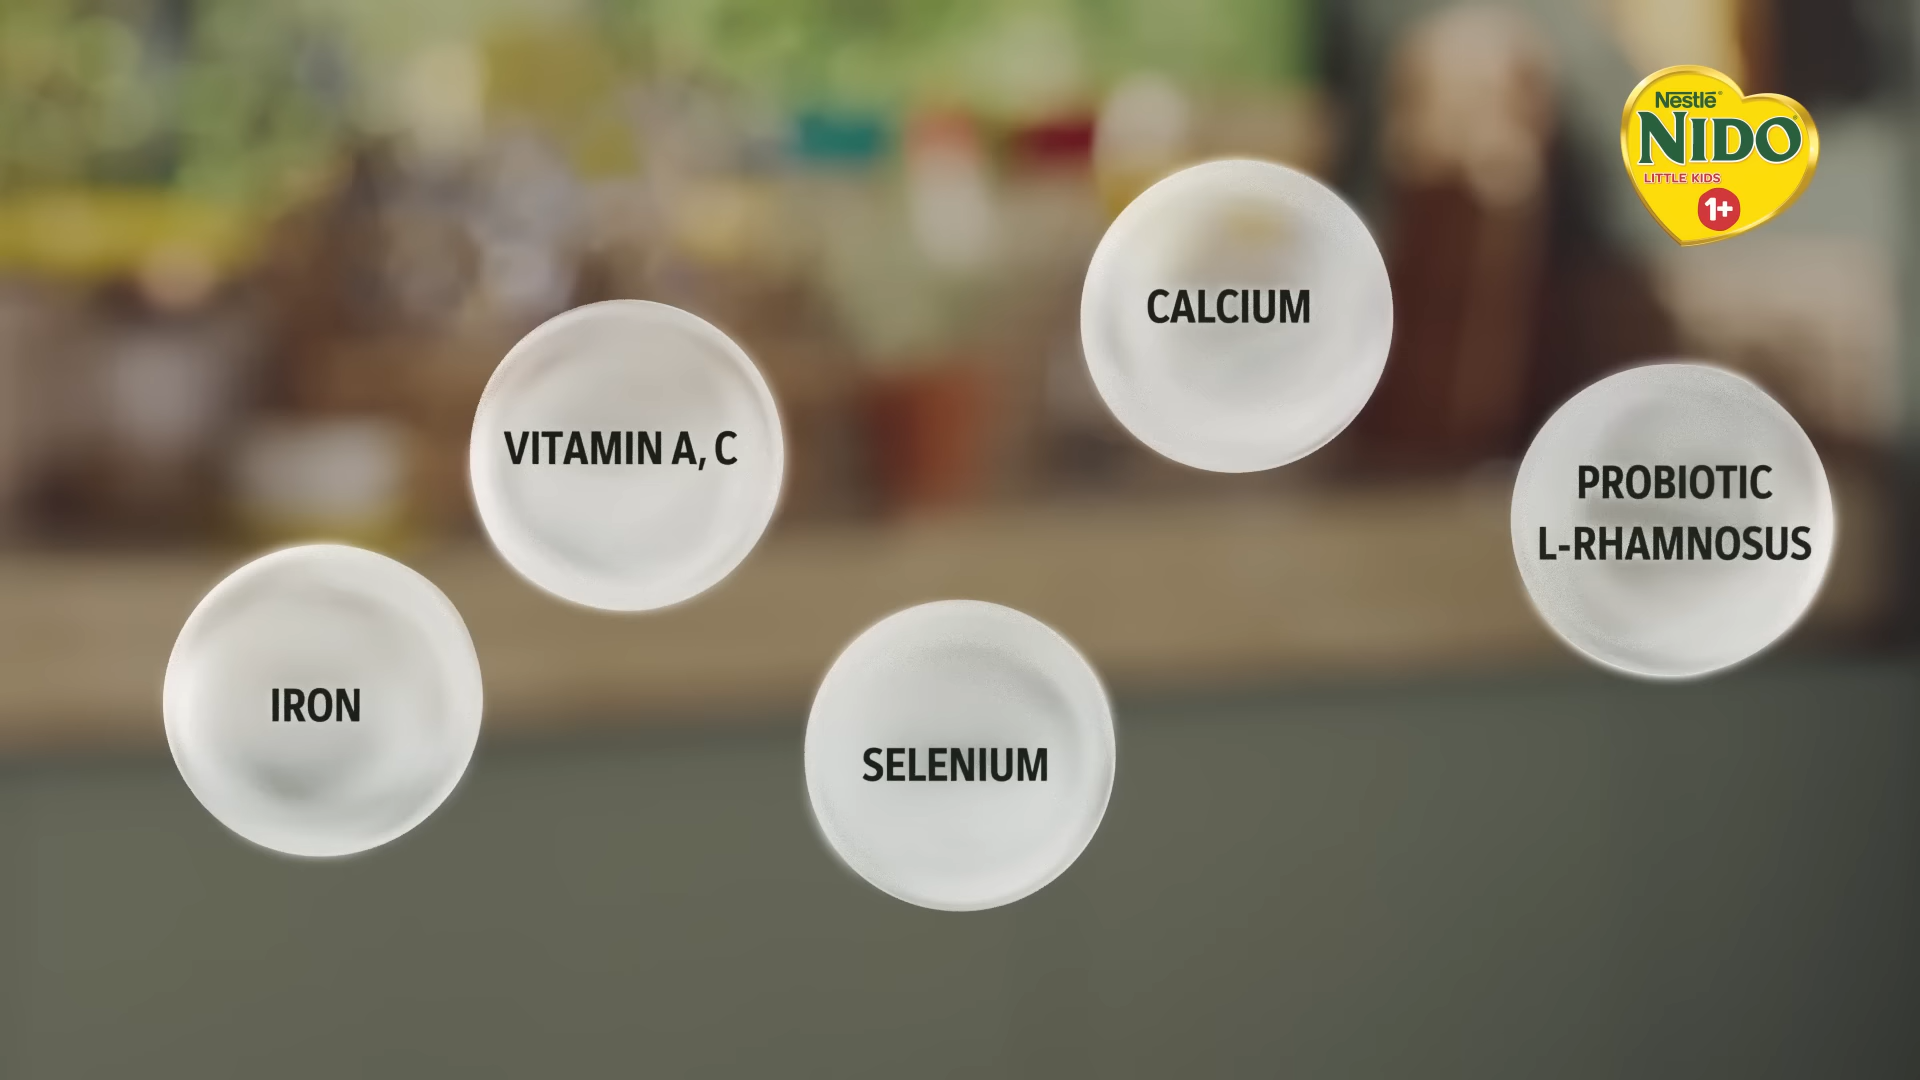 Nestlé
NIDO
LITTLE KIDS
1+
CALCIUM
VITAMIN A, C
PROBIOTIC
L-RHAMNOSUS
IRON
SELENIUM